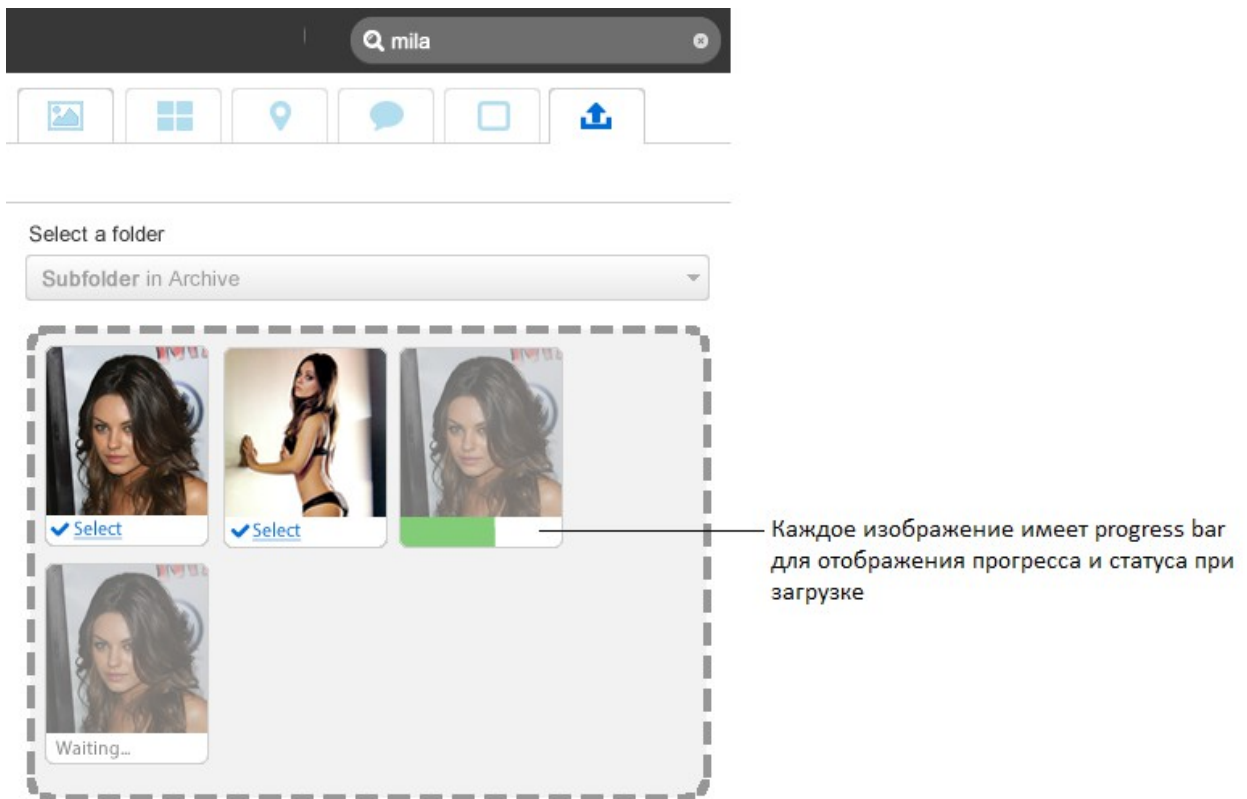 mila
Select a folder
Subfolder in Archive
Select
Select
Каждое изображение имеет progress bar
для отображения прогресса и статуса при
загрузке
Waiting...